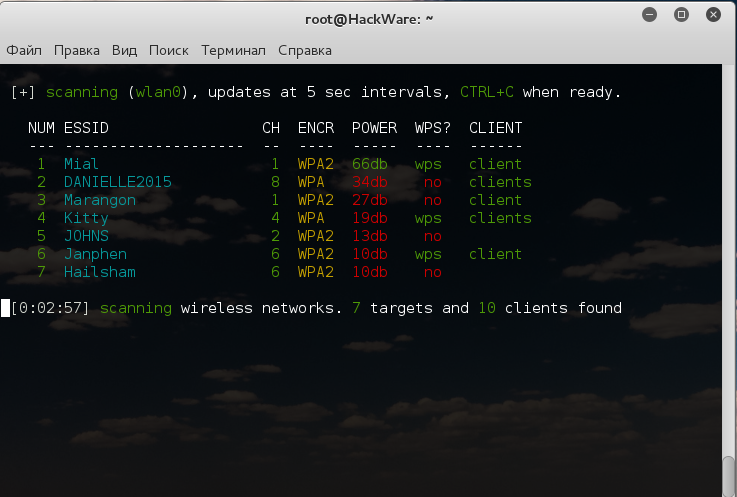 root@HackWare: ~
Файл Правка Вид Поиск Терминал Справка
[+] scanning (wlan0), updates at 5 sec intervals, CTRL+C when ready.
NUM ESSID CH ENCR POWER WPS? CLIENT
--- -------------------- -- ---- ----- ---- ------
1 Mial 1 WPA2 66db wps client
2 DANIELLE2015 8 WPA 34db no clients
3 Marangon 1 WPA2 27db no client
4 Kitty 4 WPA 19db wps clients
5 JOHNS 2 WPA2 13db no
6 Janphen 6 WPA2 10db wps client
7 Hailsham 6 WPA2 10db no
[0:02:57] scanning wireless networks. 7 targets and 10 clients found